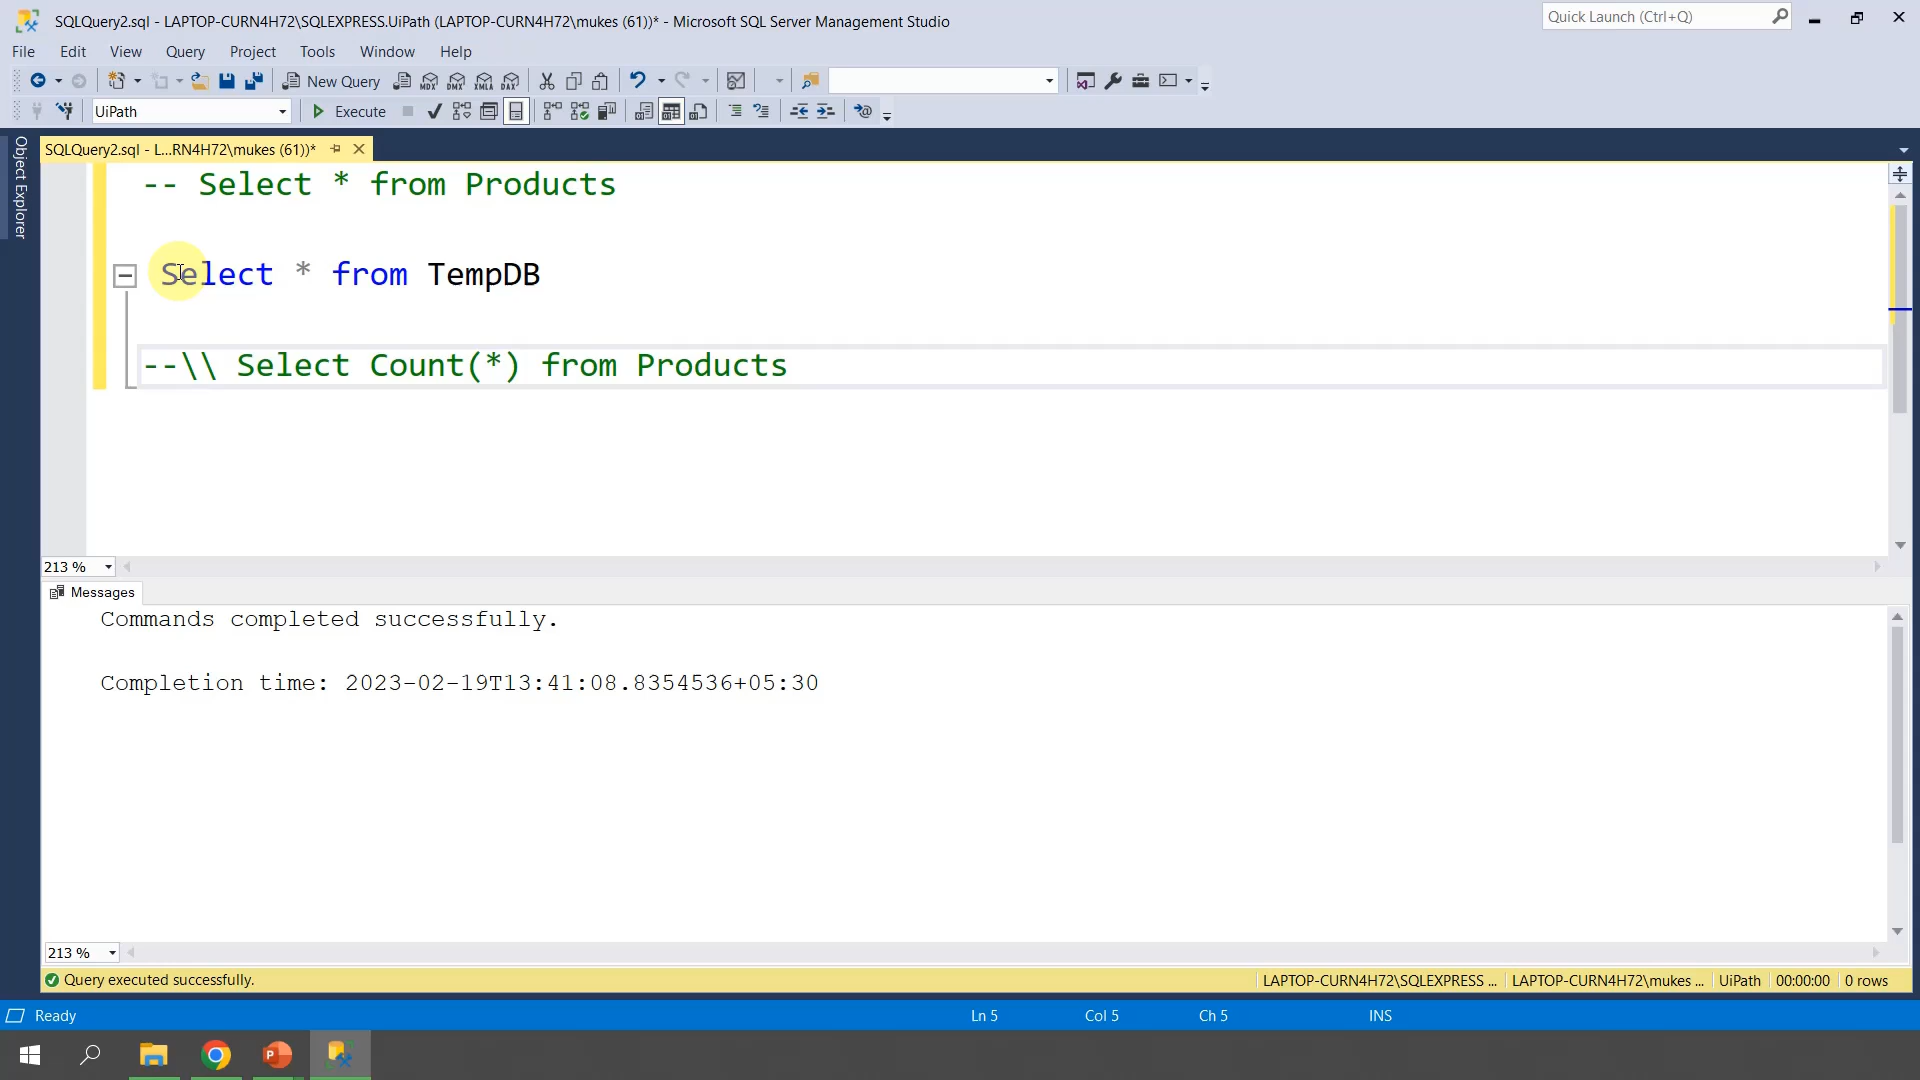 SQLQuery2.sql - LAPTOP-CURN4H72\SQLEXPRESS.UiPath (LAPTOP-CURN4H72\mukes (61))* - Microsoft SQL Server Management Studio
Quick Launch (Ctrl+Q)
File Edit View Query Project Tools Window Help
New Query MDX DMX XMLA DAX
UiPath Execute
Object Explorer
SQLQuery2.sql - L...RN4H72\mukes (61))*
-- Select * from Products
Select * from TempDB
--\\ Select Count(*) from Products
213 %
Messages
Commands completed successfully.
Completion time: 2023-02-19T13:41:08.8354536+05:30
213 %
Query executed successfully. LAPTOP-CURN4H72\SQLEXPRESS ... LAPTOP-CURN4H72\mukes ... UiPath 00:00:00 0 rows
Ready Ln 5 Col 5 Ch 5 INS